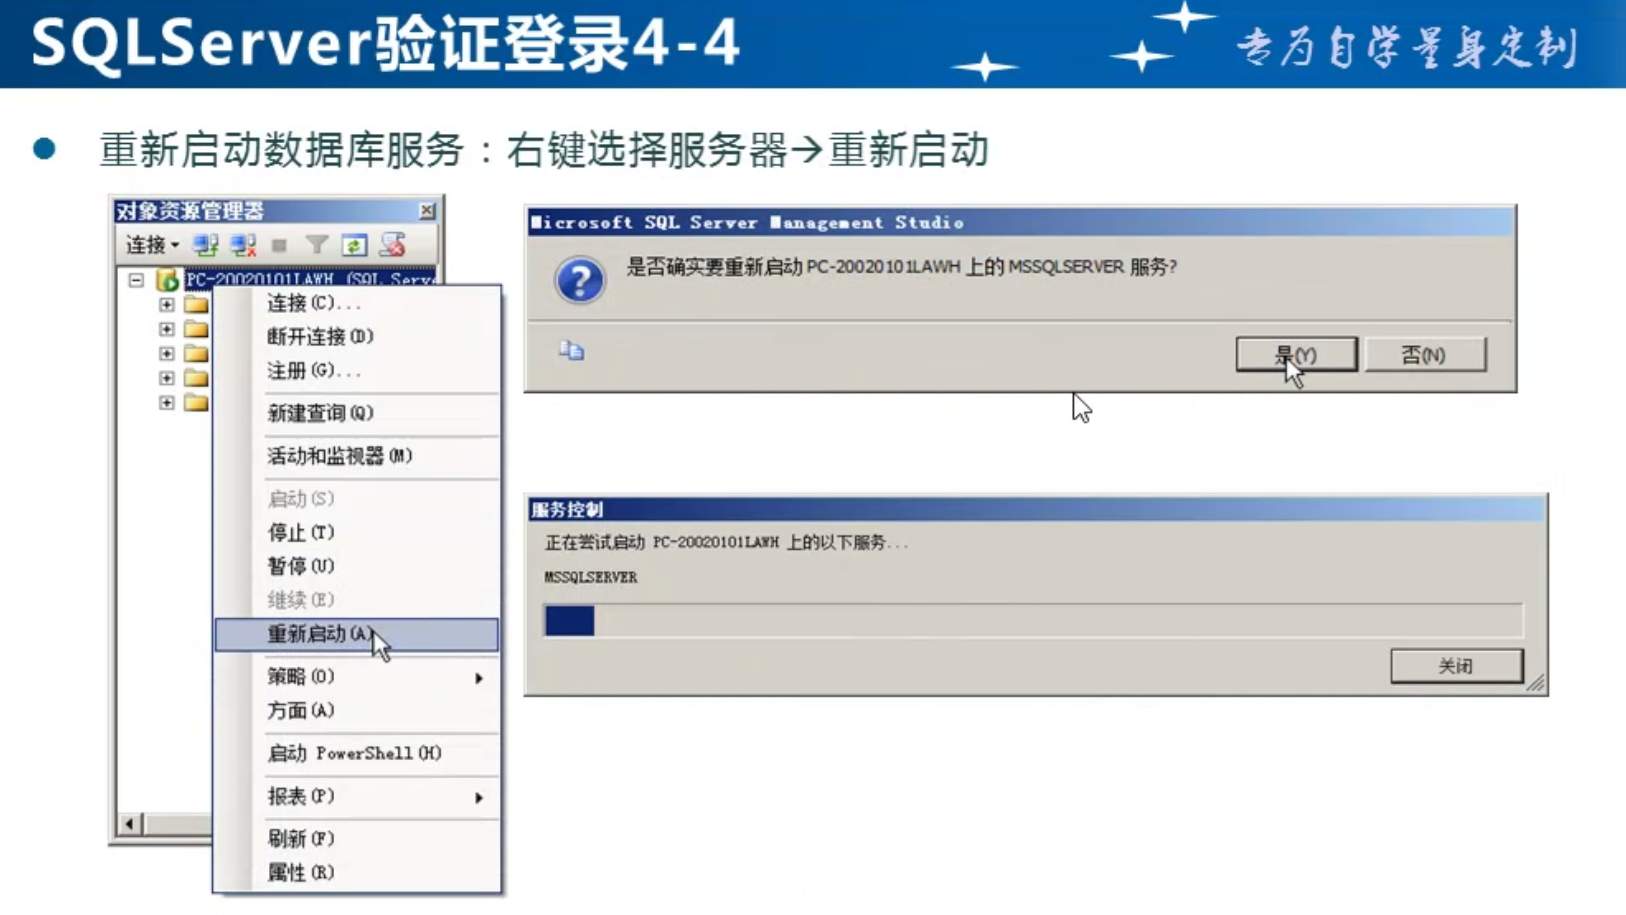 SQLServer验证登录4-4
专为自学量身定制
重新启动数据库服务：右键选择服务器→重新启动
对象资源管理器
连接
PC-20020101LAWH (SQL Serve
连接(C)...
断开连接(D)
注册(G)...
新建查询(Q)
活动和监视器(M)
启动(S)
停止(T)
暂停(U)
继续(E)
重新启动(A)
策略(O)
方面(A)
启动 PowerShell(H)
报表(P)
刷新(F)
属性(R)
Microsoft SQL Server Management Studio
是否确实要重新启动 PC-20020101LAWH 上的 MSSQLSERVER 服务?
是(Y)
否(N)
服务控制
正在尝试启动 PC-20020101LAWH 上的以下服务...
MSSQLSERVER
关闭